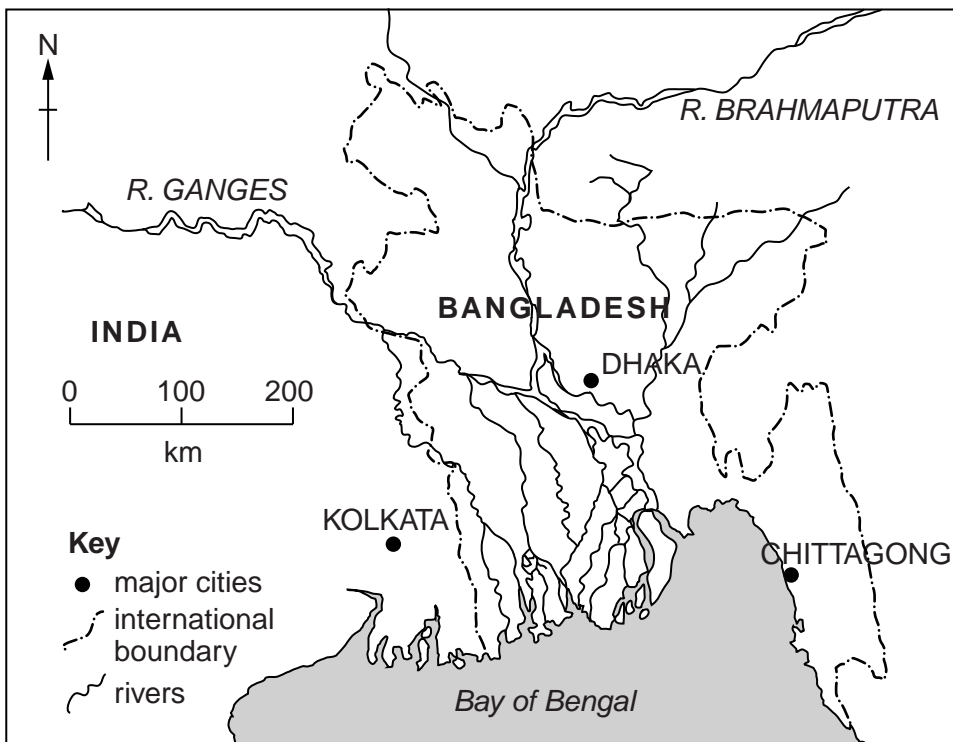 N
R. BRAHMAPUTRA
R. GANGES
BANGLADESH
INDIA
DHAKA
0 100 200
km
KOLKATA
Key
CHITTAGONG
major cities
international
boundary
rivers
Bay of Bengal